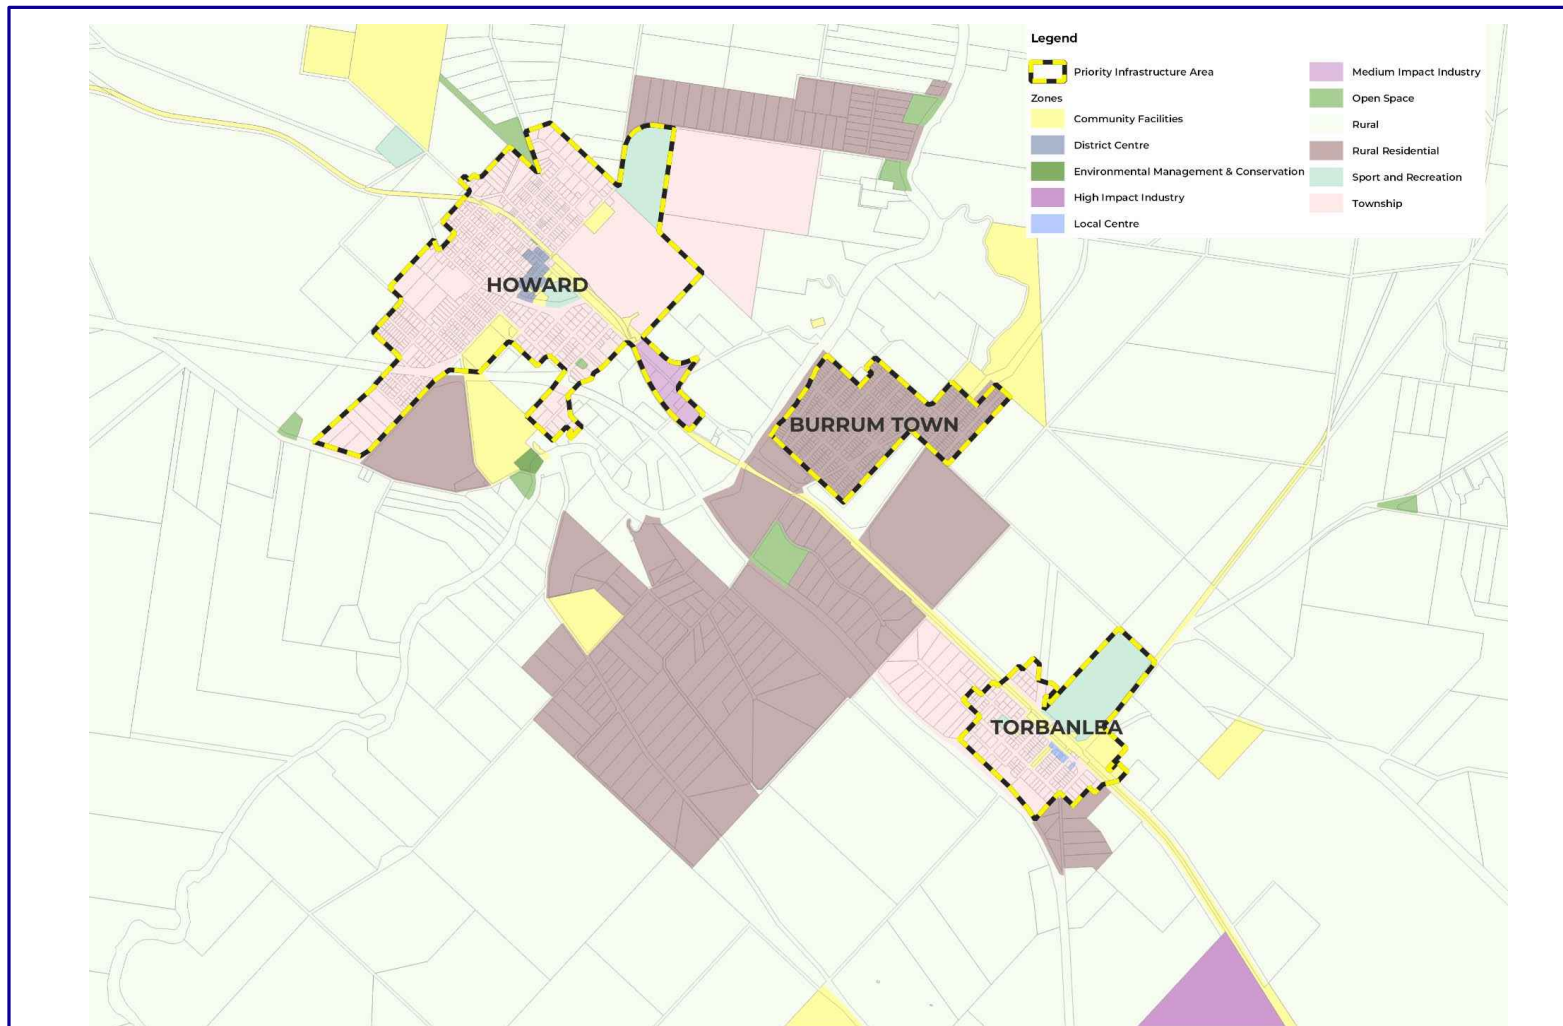 Legend
Priority Infrastructure Area
Zones
Community Facilities
District Centre
Environmental Management & Conservation
High Impact Industry
Local Centre
Medium Impact Industry
Open Space
Rural
Rural Residential
Sport and Recreation
Township
HOWARD
BURRUM TOWN
TORBANLEA